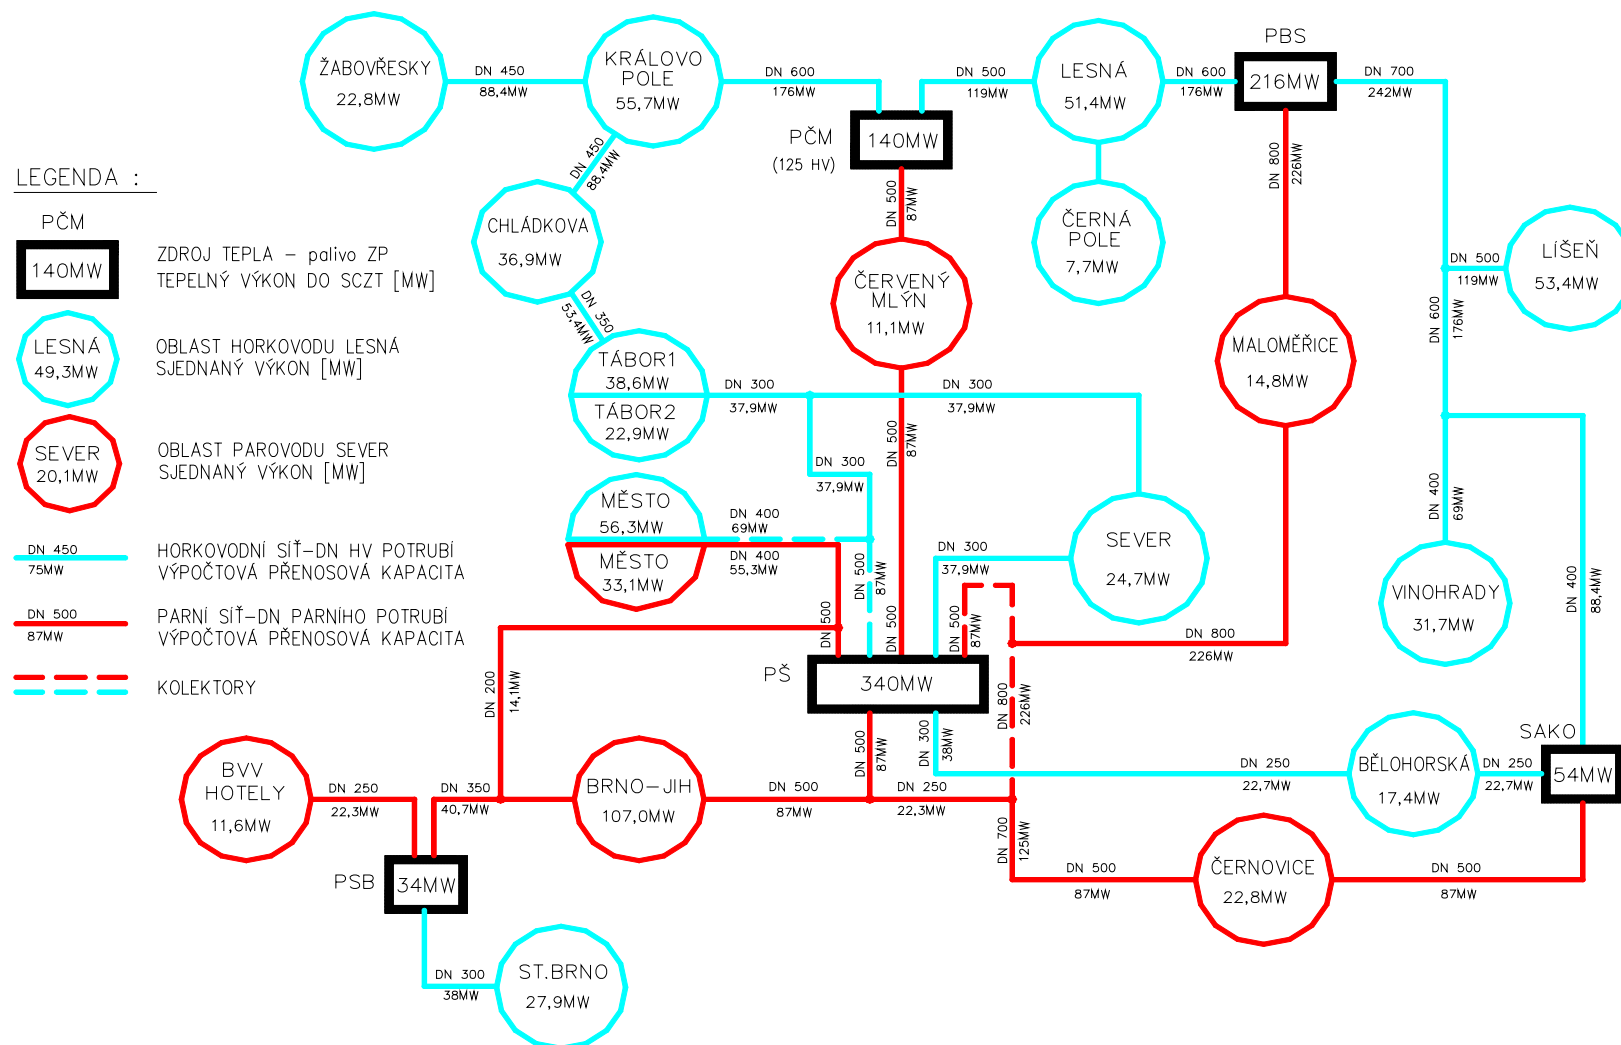 LEGENDA :
PČM
140MW
ZDROJ TEPLA – palivo ZP
TEPELNÝ VÝKON DO SCZT [MW]
LESNÁ
49,3MW
OBLAST HORKOVODU LESNÁ
SJEDNANÝ VÝKON [MW]
SEVER
20,1MW
OBLAST PAROVODU SEVER
SJEDNANÝ VÝKON [MW]
DN 450
75MW
HORKOVODNÍ SÍŤ–DN HV POTRUBÍ
VÝPOČTOVÁ PŘENOSOVÁ KAPACITA
DN 500
87MW
PARNÍ SÍŤ–DN PARNÍHO POTRUBÍ
VÝPOČTOVÁ PŘENOSOVÁ KAPACITA
KOLEKTORY
ŽABOVŘESKY
22,8MW
DN 450
88,4MW
KRÁLOVO
POLE
55,7MW
DN 600
176MW
PČM
(125 HV)
140MW
DN 500
119MW
LESNÁ
51,4MW
DN 600
176MW
PBS
216MW
DN 700
242MW
DN 450
88,4MW
CHLÁDKOVA
36,9MW
DN 350
53,4MW
DN 500
87MW
ČERNÁ
POLE
7,7MW
DN 800
226MW
LÍŠEŇ
53,4MW
DN 500
119MW
DN 600
176MW
ČERVENÝ
MLÝN
11,1MW
MALOMĚŘICE
14,8MW
TÁBOR1
38,6MW
TÁBOR2
22,9MW
DN 300
37,9MW
DN 300
37,9MW
DN 300
37,9MW
DN 500
87MW
DN 400
69MW
MĚSTO
56,3MW
MĚSTO
33,1MW
DN 400
69MW
DN 400
55,3MW
DN 500
87MW
DN 300
37,9MW
SEVER
24,7MW
VINOHRADY
31,7MW
DN 400
88,4MW
DN 500
DN 500
DN 500
87MW
DN 800
226MW
PŠ
340MW
DN 200
14,1MW
DN 800
226MW
DN 500
87MW
DN 300
38MW
SAKO
54MW
BVV
HOTELY
11,6MW
DN 250
22,3MW
DN 350
40,7MW
BRNO–JIH
107,0MW
DN 500
87MW
DN 250
22,3MW
DN 250
22,7MW
BĚLOHORSKÁ
17,4MW
DN 250
22,7MW
DN 700
125MW
PSB
34MW
DN 500
87MW
ČERNOVICE
22,8MW
DN 500
87MW
DN 300
38MW
ST.BRNO
27,9MW